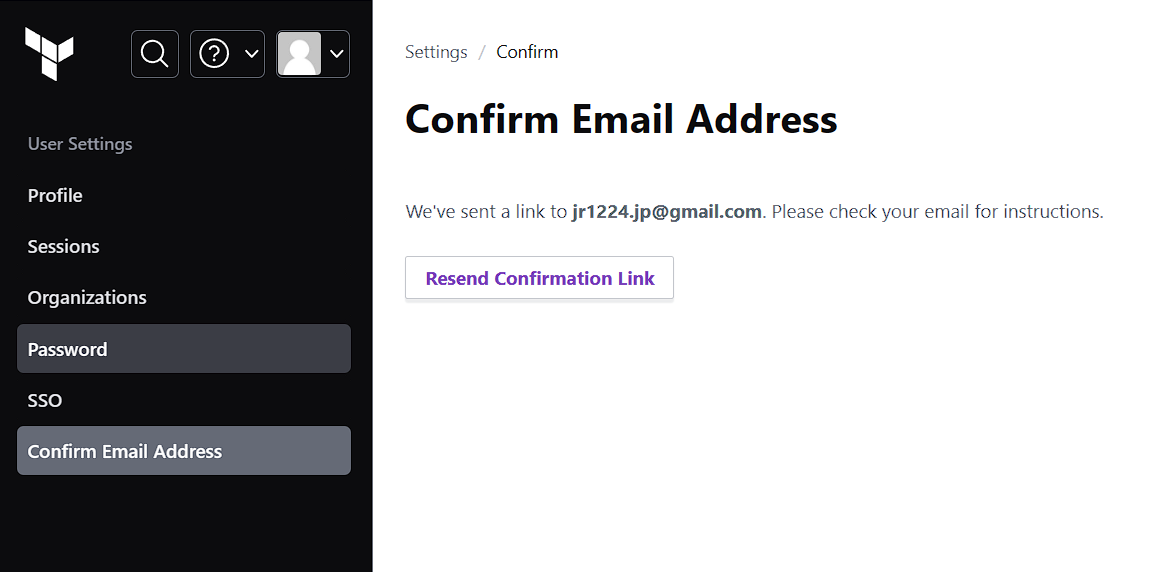 User Settings
Profile
Sessions
Organizations
Password
SSO
Confirm Email Address
Settings / Confirm
Confirm Email Address
We've sent a link to jr1224.jp@gmail.com. Please check your email for instructions.
Resend Confirmation Link